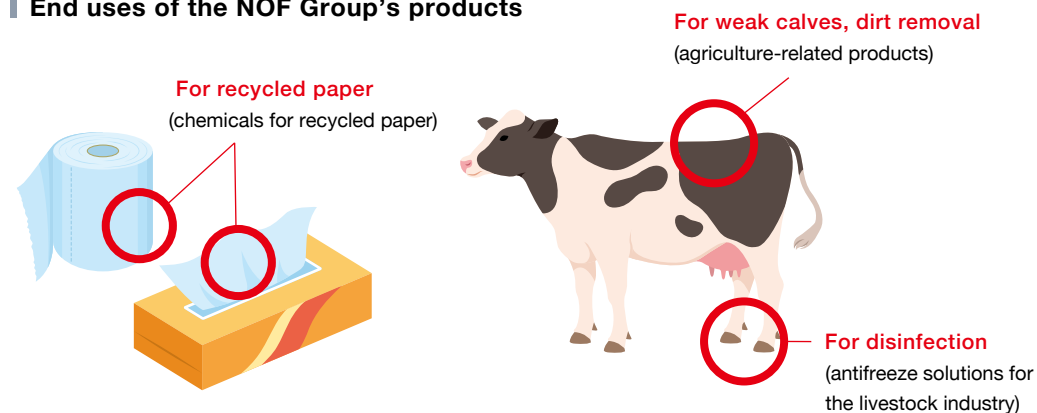 End uses of the NOF Group's products
For weak calves, dirt removal
(agriculture-related products)
For recycled paper
(chemicals for recycled paper)
For disinfection
(antifreeze solutions for
the livestock industry)